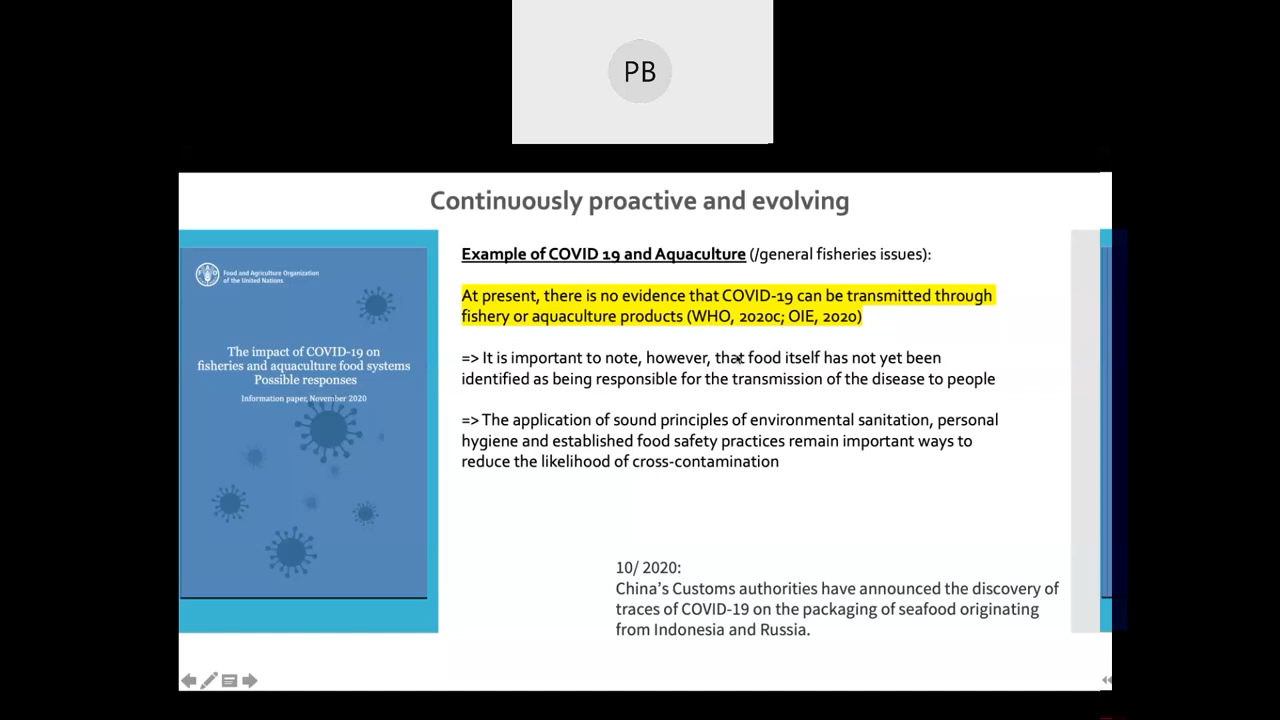 PB
Continuously proactive and evolving
Food and Agriculture Organization
of the United Nations
The impact of COVID-19 on
fisheries and aquaculture food systems
Possible responses
Information paper, November 2020
Example of COVID 19 and Aquaculture (/general fisheries issues):
At present, there is no evidence that COVID-19 can be transmitted through
fishery or aquaculture products (WHO, 2020c; OIE, 2020)
=> It is important to note, however, that food itself has not yet been
identified as being responsible for the transmission of the disease to people
=> The application of sound principles of environmental sanitation, personal
hygiene and established food safety practices remain important ways to
reduce the likelihood of cross-contamination
10/ 2020:
China's Customs authorities have announced the discovery of
traces of COVID-19 on the packaging of seafood originating
from Indonesia and Russia.